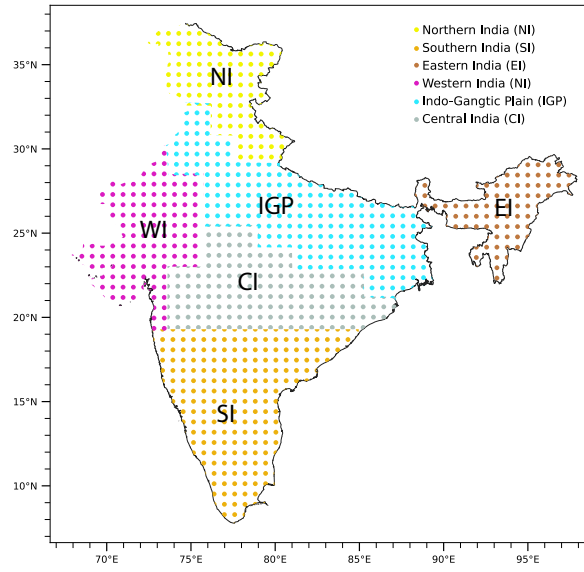 Northern India (NI)
Southern India (SI)
Eastern India (EI)
Western India (NI)
Indo-Gangtic Plain (IGP)
Central India (CI)
35°N
30°N
25°N
20°N
15°N
10°N
NI
IGP
EI
WI
CI
SI
70°E 75°E 80°E 85°E 90°E 95°E